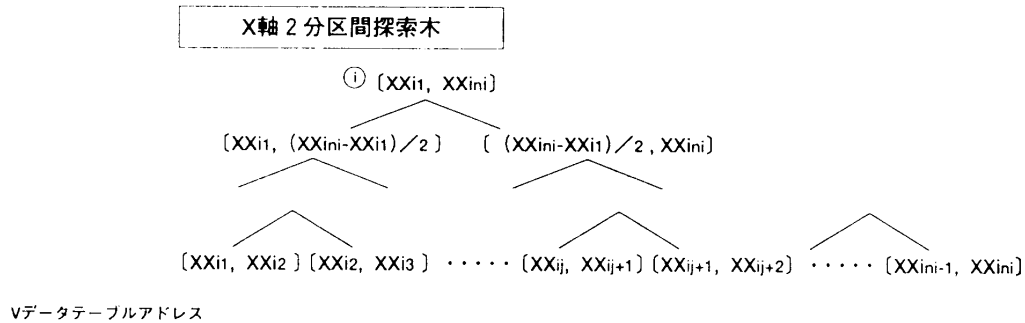 X軸2分区間探索木
ⓘ 〔XXi1, XXini〕
〔XXi1, (XXini-XXi1)／2 〕 〔 (XXini-XXi1)／2 , XXini〕
〔XXi1, XXi2 〕〔XXi2, XXi3 〕 ・・・・・ 〔XXij, XXij+1〕〔XXij+1, XXij+2〕 ・・・・・ 〔XXini-1, XXini〕
Vデータテーブルアドレス